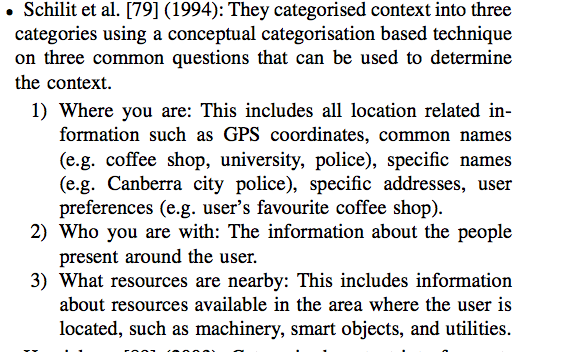 • Schilit et al. [79] (1994): They categorised context into three
categories using a conceptual categorisation based technique
on three common questions that can be used to determine
the context.
1) Where you are: This includes all location related in-
formation such as GPS coordinates, common names
(e.g. coffee shop, university, police), specific names
(e.g. Canberra city police), specific addresses, user
preferences (e.g. user's favourite coffee shop).
2) Who you are with: The information about the people
present around the user.
3) What resources are nearby: This includes information
about resources available in the area where the user is
located, such as machinery, smart objects, and utilities.